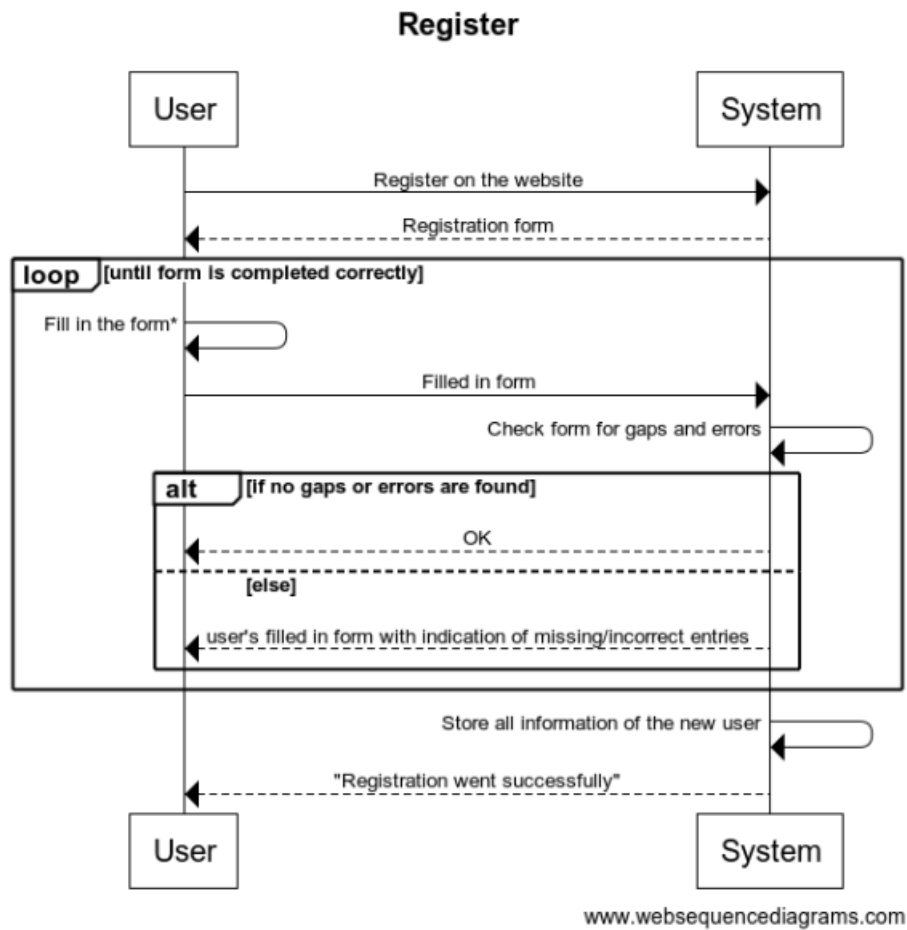 Register
User
System
Register on the website
Registration form
loop [until form is completed correctly]
Fill in the form*
Filled in form
Check form for gaps and errors
alt [if no gaps or errors are found]
OK
[else]
user's filled in form with indication of missing/incorrect entries
Store all information of the new user
"Registration went successfully"
User
System
www.websequencediagrams.com